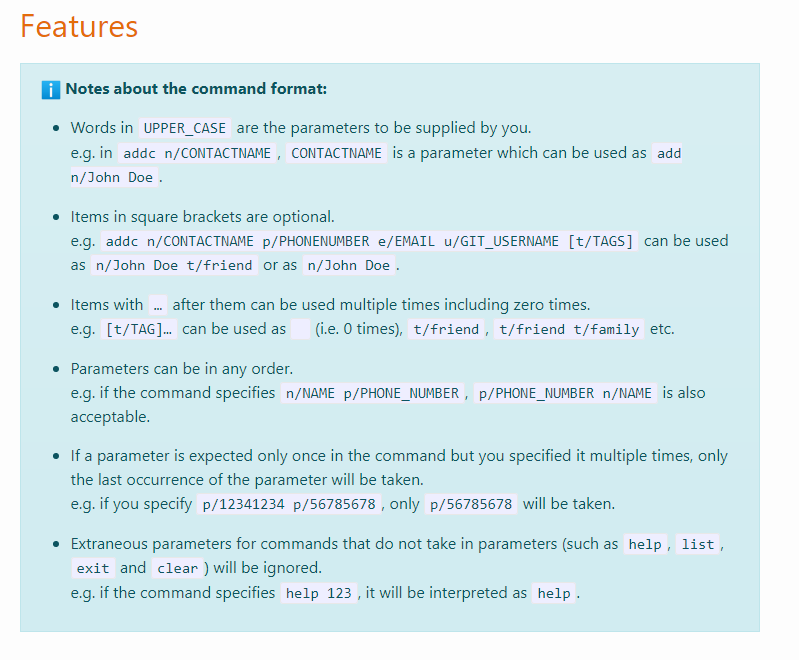 Features
Notes about the command format:
Words in UPPER_CASE are the parameters to be supplied by you.
e.g. in addc n/CONTACTNAME , CONTACTNAME is a parameter which can be used as add
n/John Doe .
Items in square brackets are optional.
e.g. addc n/CONTACTNAME p/PHONENUMBER e/EMAIL u/GIT_USERNAME [t/TAGS] can be used
as n/John Doe t/friend or as n/John Doe .
Items with … after them can be used multiple times including zero times.
e.g. [t/TAG]… can be used as (i.e. 0 times), t/friend , t/friend t/family etc.
Parameters can be in any order.
e.g. if the command specifies n/NAME p/PHONE_NUMBER , p/PHONE_NUMBER n/NAME is also
acceptable.
If a parameter is expected only once in the command but you specified it multiple times, only
the last occurrence of the parameter will be taken.
e.g. if you specify p/12341234 p/56785678 , only p/56785678 will be taken.
Extraneous parameters for commands that do not take in parameters (such as help , list ,
exit and clear ) will be ignored.
e.g. if the command specifies help 123 , it will be interpreted as help .